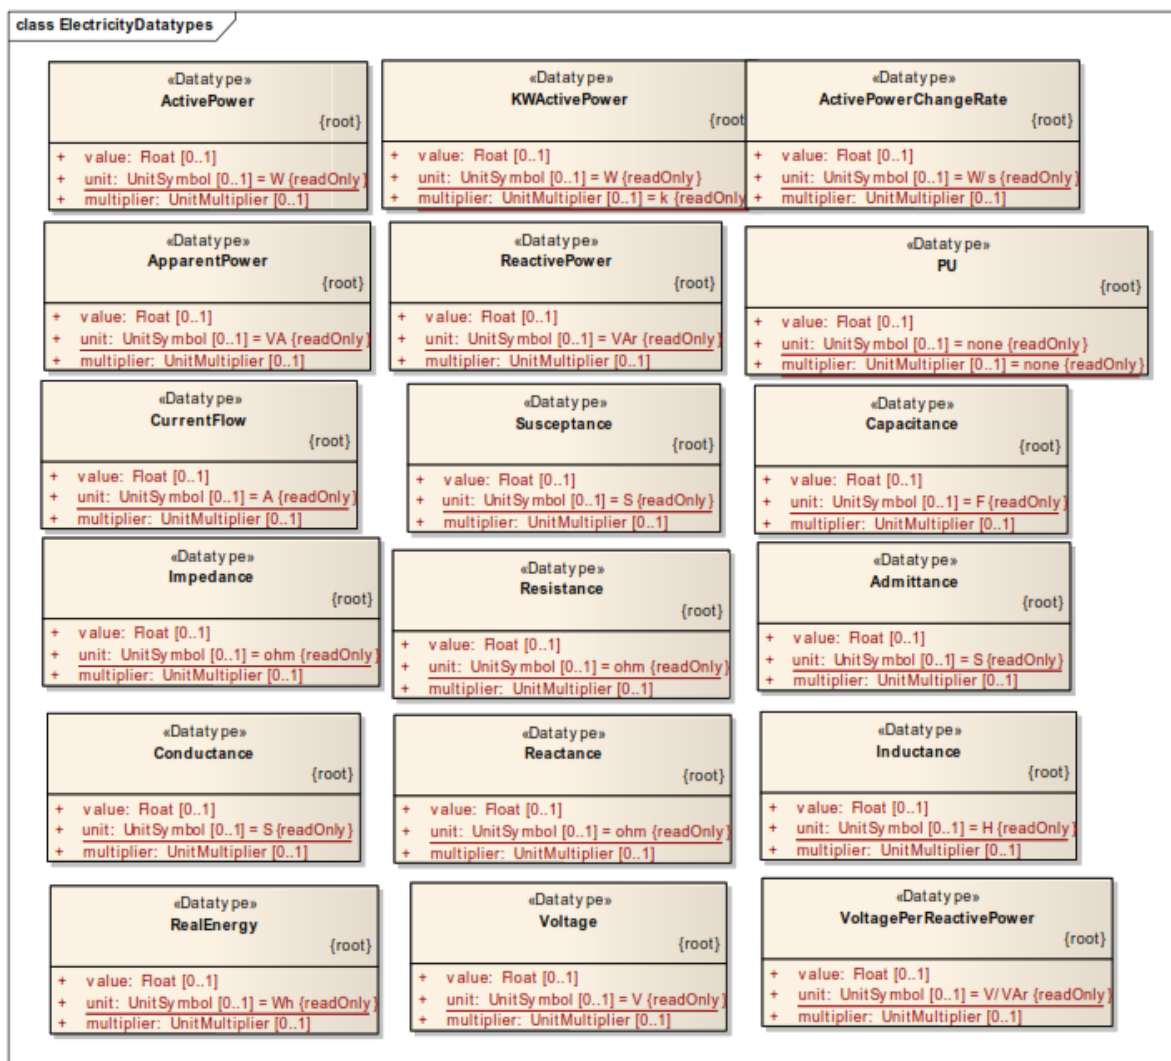 class ElectricityDatatypes
«Datatype»
ActivePower
{root}
+ value: Float [0..1]
+ unit: UnitSymbol [0..1] = W {readOnly}
+ multiplier: UnitMultiplier [0..1]
«Datatype»
KWActivePower
{root
+ value: Float [0..1]
+ unit: UnitSymbol [0..1] = W {readOnly}
+ multiplier: UnitMultiplier [0..1] = k {readOnly
«Datatype»
ActivePowerChangeRate
{root}
+ value: Float [0..1]
+ unit: UnitSymbol [0..1] = W/s {readOnly}
+ multiplier: UnitMultiplier [0..1]
«Datatype»
ApparentPower
{root}
+ value: Float [0..1]
+ unit: UnitSymbol [0..1] = VA {readOnly}
+ multiplier: UnitMultiplier [0..1]
«Datatype»
ReactivePower
{root}
+ value: Float [0..1]
+ unit: UnitSymbol [0..1] = VAr {readOnly}
+ multiplier: UnitMultiplier [0..1]
«Datatype»
PU
{root}
+ value: Float [0..1]
+ unit: UnitSymbol [0..1] = none {readOnly}
+ multiplier: UnitMultiplier [0..1] = none {readOnly}
«Datatype»
CurrentFlow
{root}
+ value: Float [0..1]
+ unit: UnitSymbol [0..1] = A {readOnly}
+ multiplier: UnitMultiplier [0..1]
«Datatype»
Susceptance
{root}
+ value: Float [0..1]
+ unit: UnitSymbol [0..1] = S {readOnly}
+ multiplier: UnitMultiplier [0..1]
«Datatype»
Capacitance
{root}
+ value: Float [0..1]
+ unit: UnitSymbol [0..1] = F {readOnly}
+ multiplier: UnitMultiplier [0..1]
«Datatype»
Impedance
{root}
+ value: Float [0..1]
+ unit: UnitSymbol [0..1] = ohm {readOnly}
+ multiplier: UnitMultiplier [0..1]
«Datatype»
Resistance
{root}
+ value: Float [0..1]
+ unit: UnitSymbol [0..1] = ohm {readOnly}
+ multiplier: UnitMultiplier [0..1]
«Datatype»
Admittance
{root}
+ value: Float [0..1]
+ unit: UnitSymbol [0..1] = S {readOnly}
+ multiplier: UnitMultiplier [0..1]
«Datatype»
Conductance
{root}
+ value: Float [0..1]
+ unit: UnitSymbol [0..1] = S {readOnly}
+ multiplier: UnitMultiplier [0..1]
«Datatype»
Reactance
{root}
+ value: Float [0..1]
+ unit: UnitSymbol [0..1] = ohm {readOnly}
+ multiplier: UnitMultiplier [0..1]
«Datatype»
Inductance
{root}
+ value: Float [0..1]
+ unit: UnitSymbol [0..1] = H {readOnly}
+ multiplier: UnitMultiplier [0..1]
«Datatype»
RealEnergy
{root}
+ value: Float [0..1]
+ unit: UnitSymbol [0..1] = Wh {readOnly}
+ multiplier: UnitMultiplier [0..1]
«Datatype»
Voltage
{root}
+ value: Float [0..1]
+ unit: UnitSymbol [0..1] = V {readOnly}
+ multiplier: UnitMultiplier [0..1]
«Datatype»
VoltagePerReactivePower
{root}
+ value: Float [0..1]
+ unit: UnitSymbol [0..1] = V/VAr {readOnly}
+ multiplier: UnitMultiplier [0..1]